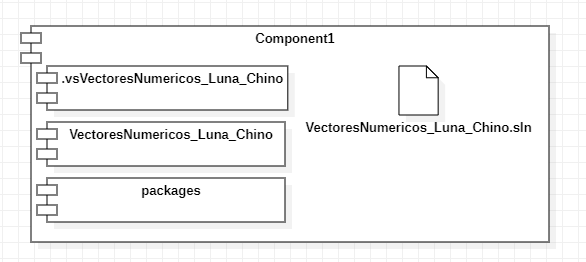 Component1
.vsVectoresNumericos_Luna_Chino
VectoresNumericos_Luna_Chino
packages
VectoresNumericos_Luna_Chino.sln